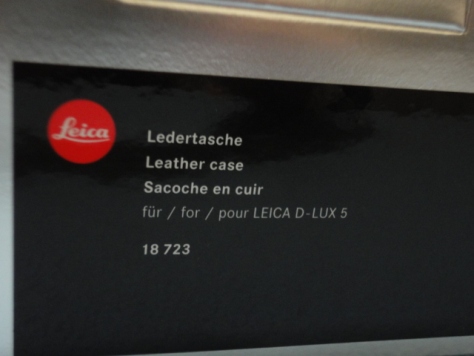 Leica
Ledertasche
Leather case
Sacoche en cuir
für / for / pour LEICA D-LUX 5
18 723